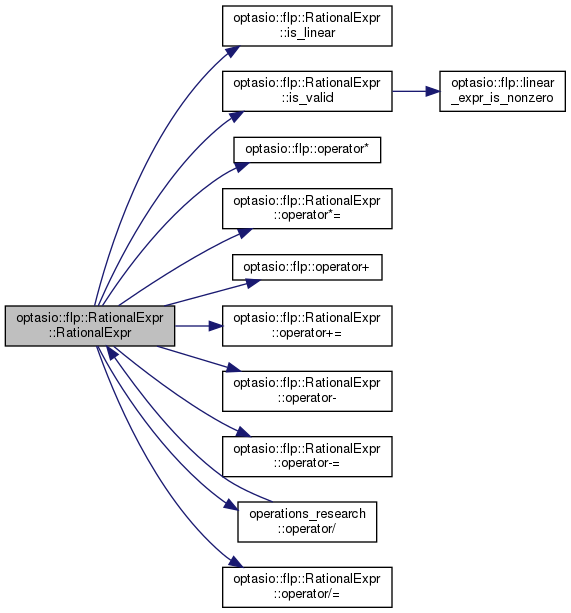 optasio::flp::RationalExpr
::is_linear
optasio::flp::RationalExpr
::is_valid
optasio::flp::linear
_expr_is_nonzero
optasio::flp::operator*
optasio::flp::RationalExpr
::operator*=
optasio::flp::operator+
optasio::flp::RationalExpr
::RationalExpr
optasio::flp::RationalExpr
::operator+=
optasio::flp::RationalExpr
::operator-
optasio::flp::RationalExpr
::operator-=
operations_research
::operator/
optasio::flp::RationalExpr
::operator/=